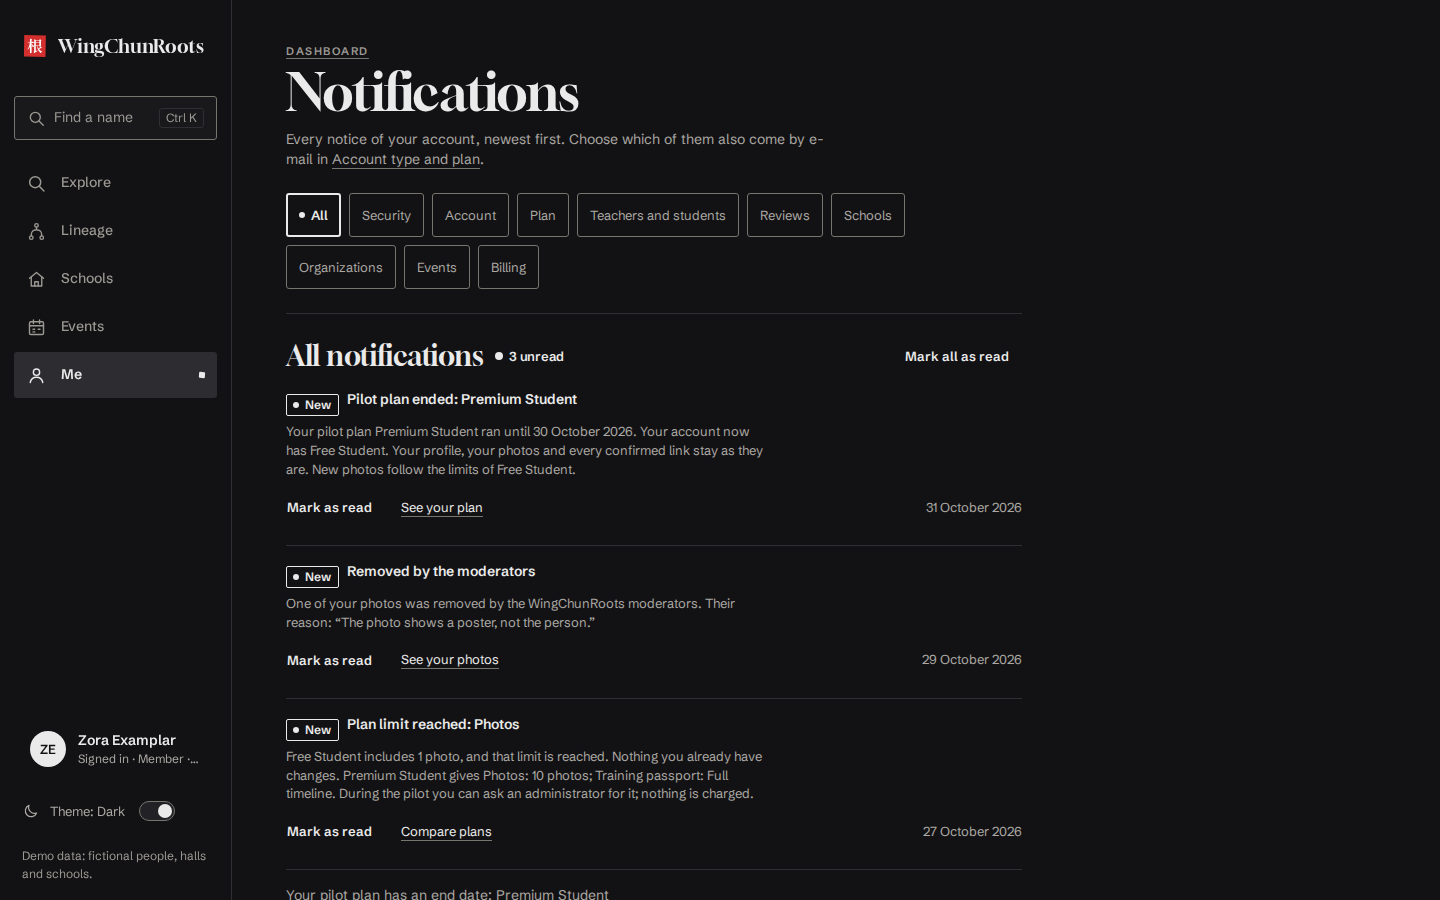 根 WingChunRoots
Find a name Ctrl K
Explore
Lineage
Schools
Events
Me
ZE
Zora Examplar
Signed in · Member ·…
Theme: Dark
Demo data: fictional people, halls
and schools.
DASHBOARD
Notifications
Every notice of your account, newest first. Choose which of them also come by e-
mail in Account type and plan.
All Security Account Plan Teachers and students Reviews Schools
Organizations Events Billing
All notifications 3 unread Mark all as read
New Pilot plan ended: Premium Student
Your pilot plan Premium Student ran until 30 October 2026. Your account now
has Free Student. Your profile, your photos and every confirmed link stay as they
are. New photos follow the limits of Free Student.
Mark as read See your plan 31 October 2026
New Removed by the moderators
One of your photos was removed by the WingChunRoots moderators. Their
reason: “The photo shows a poster, not the person.”
Mark as read See your photos 29 October 2026
New Plan limit reached: Photos
Free Student includes 1 photo, and that limit is reached. Nothing you already have
changes. Premium Student gives Photos: 10 photos; Training passport: Full
timeline. During the pilot you can ask an administrator for it; nothing is charged.
Mark as read Compare plans 27 October 2026
Your pilot plan has an end date: Premium Student